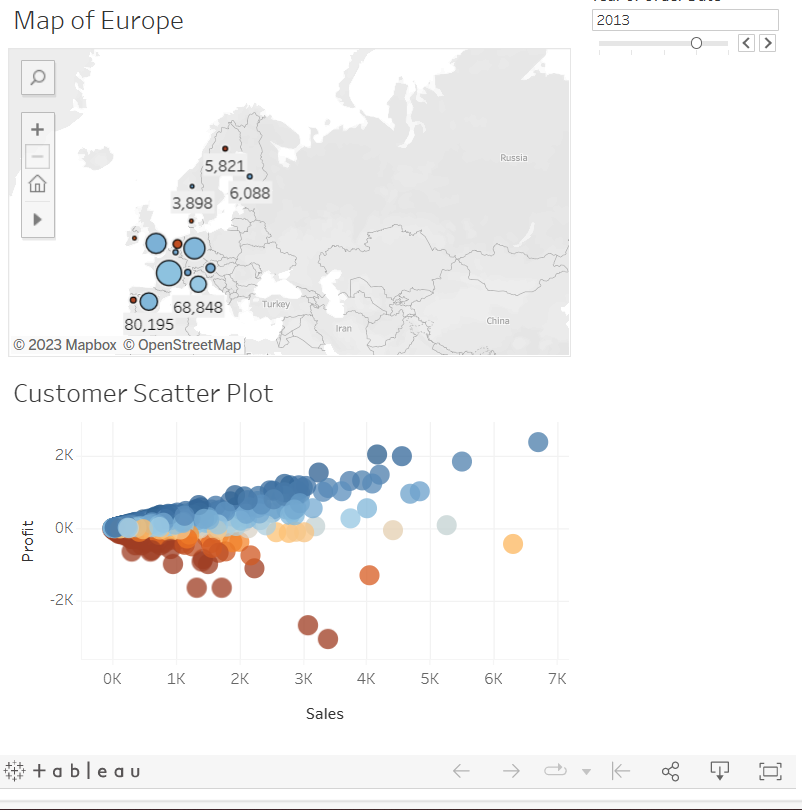 Map of Europe
2013
Russia
5,821
6,088
3,898
Turkey
68,848
China
80,195
Iran
© 2023 Mapbox © OpenStreetMap
Customer Scatter Plot
2K
0K
-2K
Profit
0K 1K 2K 3K 4K 5K 6K 7K
Sales
+ableau